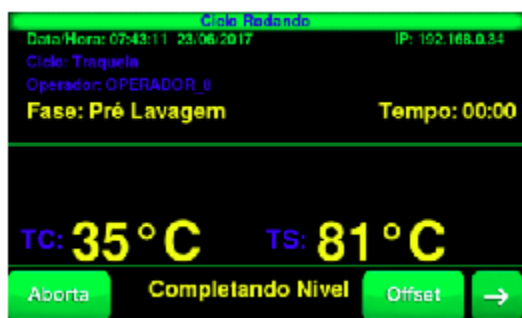 Ciclo Rodando
Data/Hora: 07:43:11 23/06/2017 IP: 192.168.0.34
Ciclo: Traqueia
Operador: OPERADOR_0
Fase: Pré Lavagem Tempo: 00:00
TC: 35°C TS: 81°C
Aborta Completando Nivel Offset →